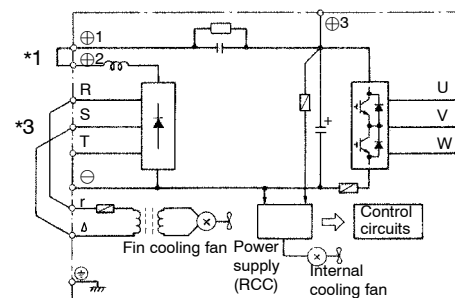 ⊕1
⊕3
*1
⊕2
R
S
*3
T
U
V
W
⊖
+
r
Δ
Fin cooling fan
Power
supply
(RCC)
Control
circuits
Internal
cooling fan